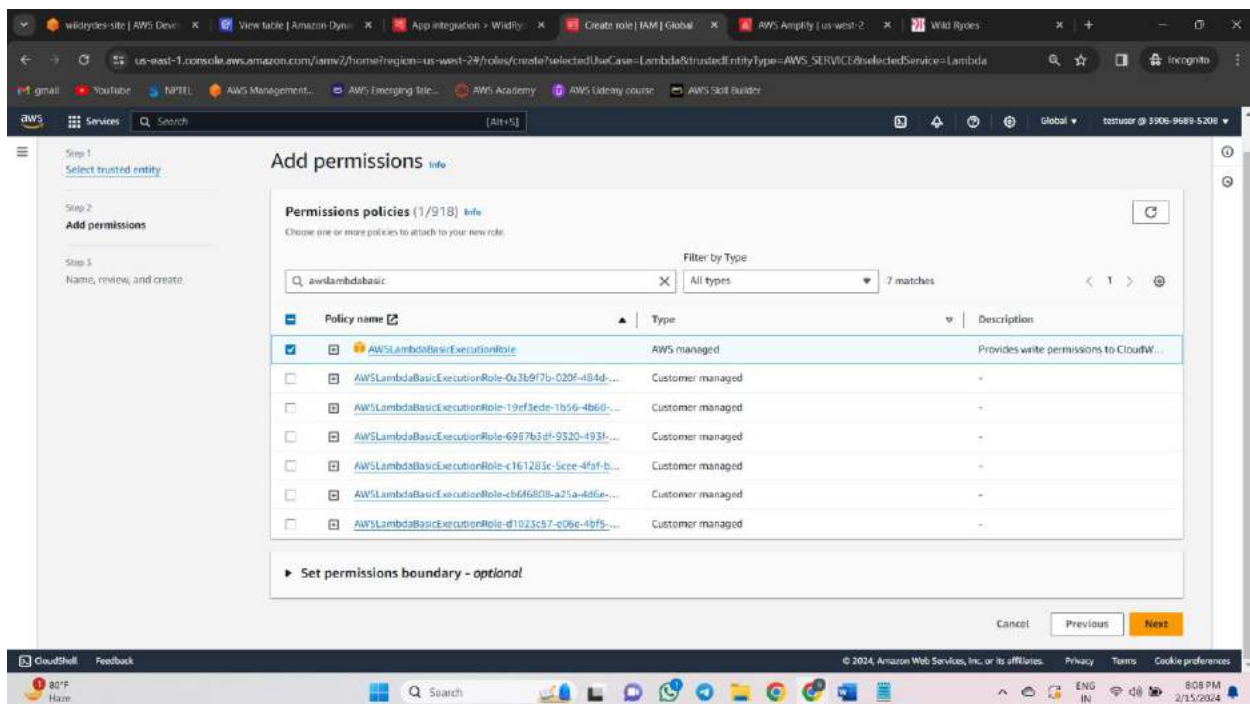 wildrydes-site | AWS Deve
View table | Amazon Dyn
App integration > WildRy
Create role | IAM | Global
AWS Amplify | us-west-2
Wild Rydes
us-east-1.console.aws.amazon.com/iamv2/home?region=us-west-2#/roles/create?selectedUseCase=Lambda&trustedEntityType=AWS_SERVICE&selectedService=Lambda
Incognito
gmail YouTube NPTEL AWS Management... AWS Emerging Tale... AWS Academy AWS Udemy course AWS Skill Builder
aws Services Search [Alt+S] Global testuser @ 3906-9689-5208
Step 1
Select trusted entity
Step 2
Add permissions
Step 3
Name, review, and create
Add permissions Info
Permissions policies (1/918) Info
Choose one or more policies to attach to your new role.
Filter by Type
awslambdabasic All types 7 matches 1
Policy name Type Description
AWSLambdaBasicExecutionRole AWS managed Provides write permissions to CloudW...
AWSLambdaBasicExecutionRole-0a3b9f7b-020f-484d-... Customer managed -
AWSLambdaBasicExecutionRole-19ef3ede-1b56-4b60-... Customer managed -
AWSLambdaBasicExecutionRole-6987b3df-9320-493f-... Customer managed -
AWSLambdaBasicExecutionRole-c161283c-5cee-4faf-b... Customer managed -
AWSLambdaBasicExecutionRole-cb6f6808-a25a-4d6e-... Customer managed -
AWSLambdaBasicExecutionRole-d1023c57-e06e-4bf5-... Customer managed -
Set permissions boundary - optional
Cancel Previous Next
CloudShell Feedback © 2024, Amazon Web Services, Inc. or its affiliates. Privacy Terms Cookie preferences
80°F
Haze
Search
ENG
IN
8:08 PM
2/15/2024